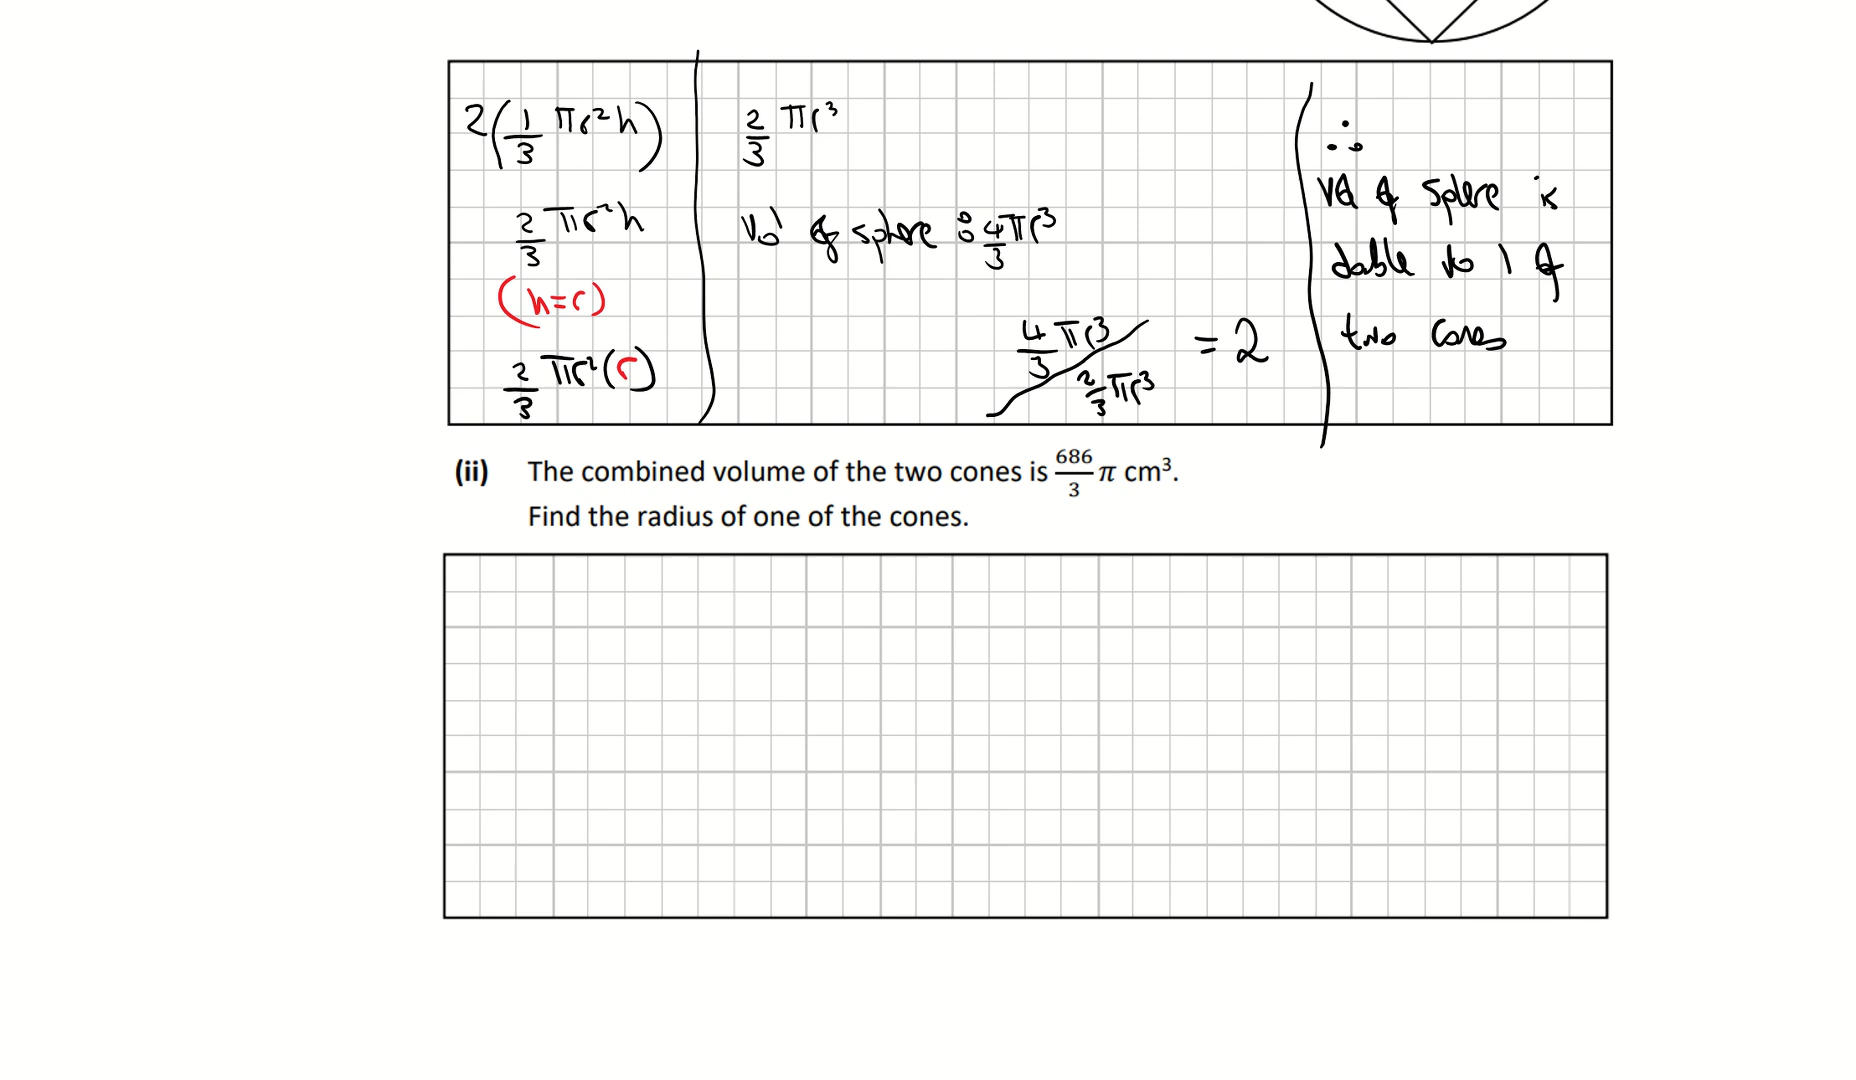 2(1/3 πr²h)
2/3 πr²h
(h=r)
2/3 πr²(r)
2/3 πr³
Vol of sphere : 4/3 πr³
4/3 πr³ / 2/3 πr³ = 2
∴
Vol of sphere is
double vol of
two cones
(ii) The combined volume of the two cones is 686/3 π cm³.
Find the radius of one of the cones.